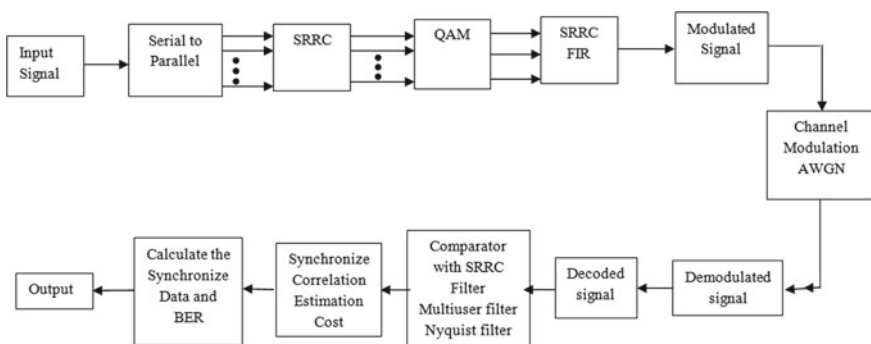 Input
Signal
Serial to
Parallel
SRRC
QAM
SRRC
FIR
Modulated
Signal
Channel
Modulation
AWGN
Demodulated
signal
Decoded
signal
Comparator
with SRRC
Filter
Multiuser filter
Nyquist filter
Synchronize
Correlation
Estimation
Cost
Calculate the
Synchronize
Data and
BER
Output